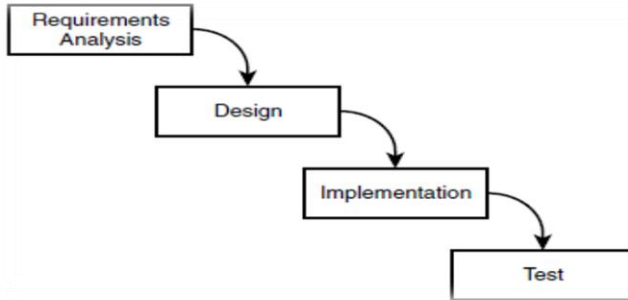 Requirements
Analysis
Design
Implementation
Test